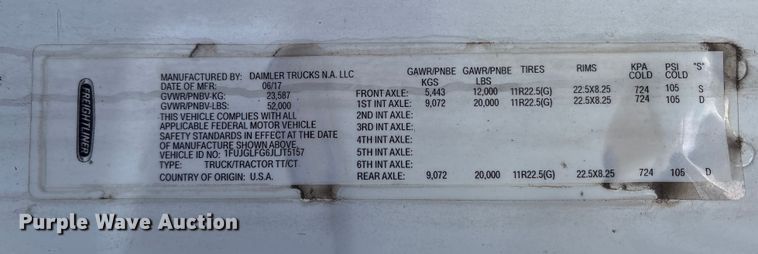 FREIGHTLINER
MANUFACTURED BY: DAIMLER TRUCKS N.A. LLC
DATE OF MFR: 06/17
GVWR/PNBV-KG: 23,587
GVWR/PNBV-LBS: 52,000
THIS VEHICLE COMPLIES WITH ALL
APPLICABLE FEDERAL MOTOR VEHICLE
SAFETY STANDARDS IN EFFECT AT THE DATE
OF MANUFACTURE SHOWN ABOVE.
VEHICLE ID NO: 1FUJGLFG6JLJT5157
TYPE: TRUCK/TRACTOR TT/CT
COUNTRY OF ORIGIN: U.S.A.
GAWR/PNBE GAWR/PNBE TIRES RIMS KPA PSI "S"
KGS LBS COLD COLD
FRONT AXLE: 5,443 12,000 11R22.5(G) 22.5X8.25 724 105 S
1ST INT AXLE: 9,072 20,000 11R22.5(G) 22.5X8.25 724 105 D
2ND INT AXLE:
3RD INT AXLE:
4TH INT AXLE:
5TH INT AXLE:
6TH INT AXLE:
REAR AXLE: 9,072 20,000 11R22.5(G) 22.5X8.25 724 105 D
Purple Wave Auction